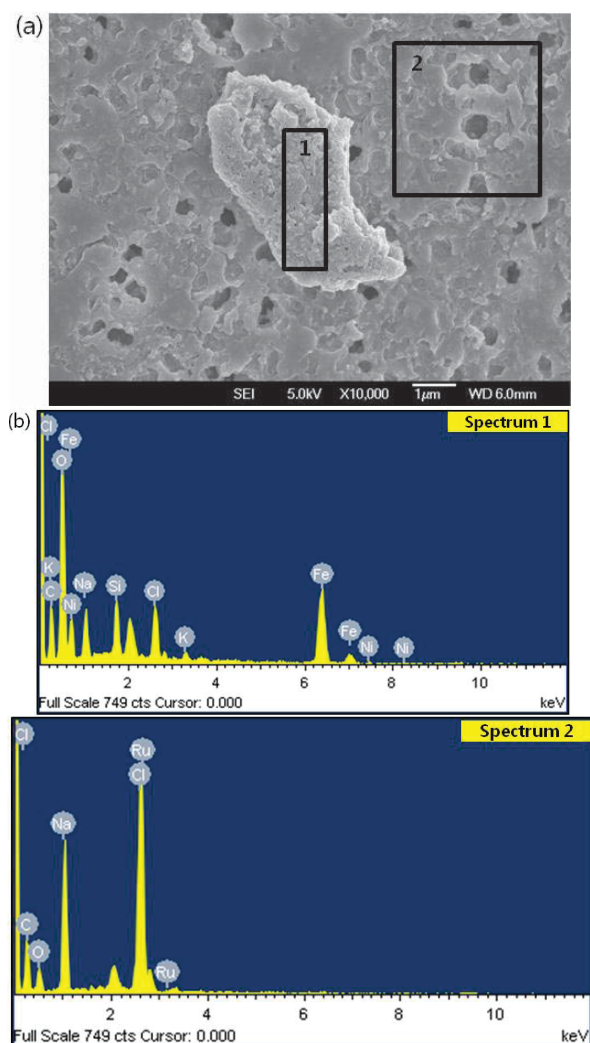 (a)
2
1
SEI 5.0kV X10,000 1μm WD 6.0mm
(b)
Spectrum 1
Cl Fe
O
K
C Ni Na Si Cl K Fe Fe Ni Ni
2 4 6 8 10
Full Scale 749 cts Cursor: 0.000 keV
Spectrum 2
Cl Ru
Cl
Na
C
O Ru
2 4 6 8 10
Full Scale 749 cts Cursor: 0.000 keV